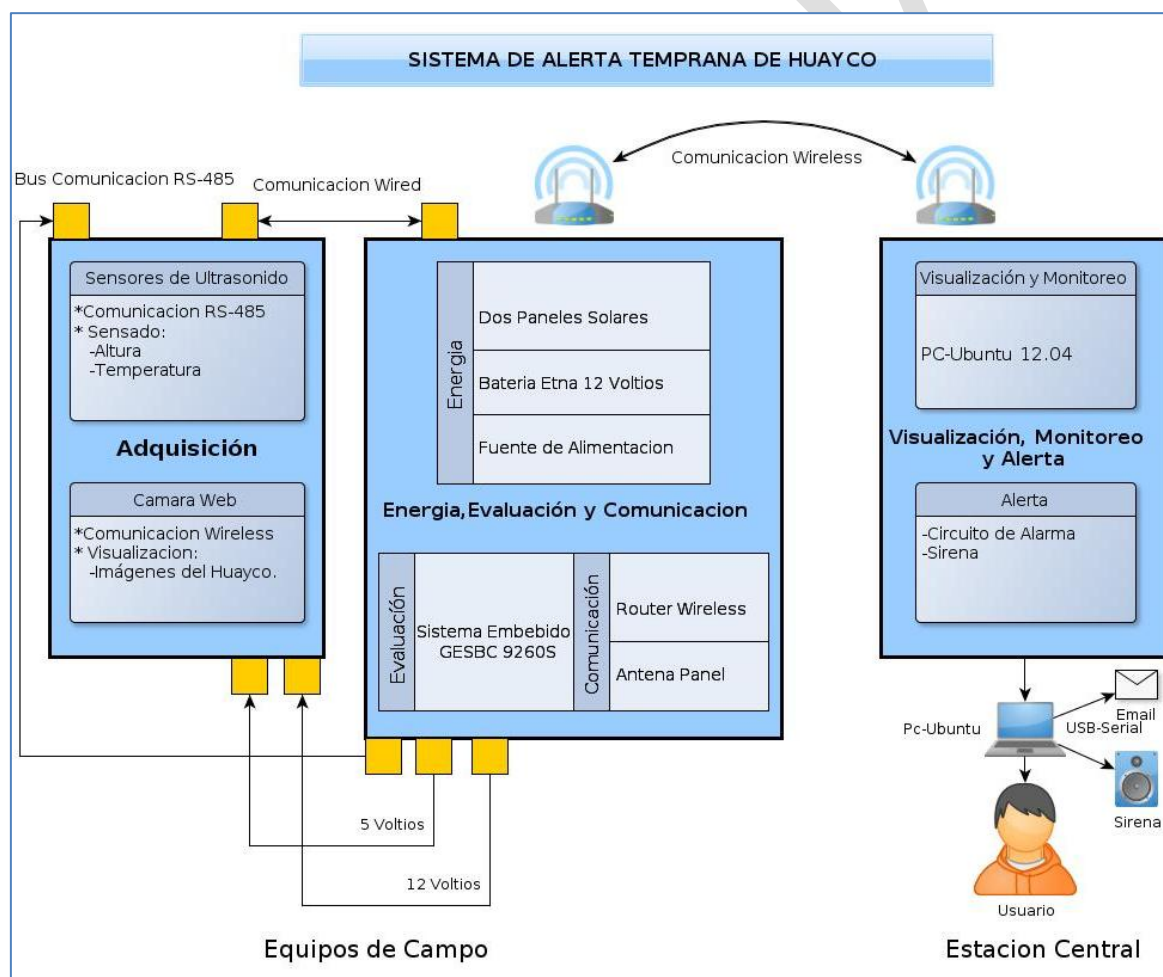 SISTEMA DE ALERTA TEMPRANA DE HUAYCO
Comunicacion Wireless
Bus Comunicacion RS-485
Comunicacion Wired
Sensores de Ultrasonido
*Comunicacion RS-485
* Sensado:
-Altura
-Temperatura
Adquisición
Camara Web
*Comunicacion Wireless
* Visualizacion:
-Imágenes del Huayco.
Energia
Dos Paneles Solares
Bateria Etna 12 Voltios
Fuente de Alimentacion
Energia,Evaluación y Comunicacion
Evaluación
Sistema Embebido
GESBC 9260S
Comunicación
Router Wireless
Antena Panel
Visualización y Monitoreo
PC-Ubuntu 12.04
Visualización, Monitoreo
y Alerta
Alerta
-Circuito de Alarma
-Sirena
Pc-Ubuntu
Email
USB-Serial
Sirena
Usuario
5 Voltios
12 Voltios
Equipos de Campo
Estacion Central